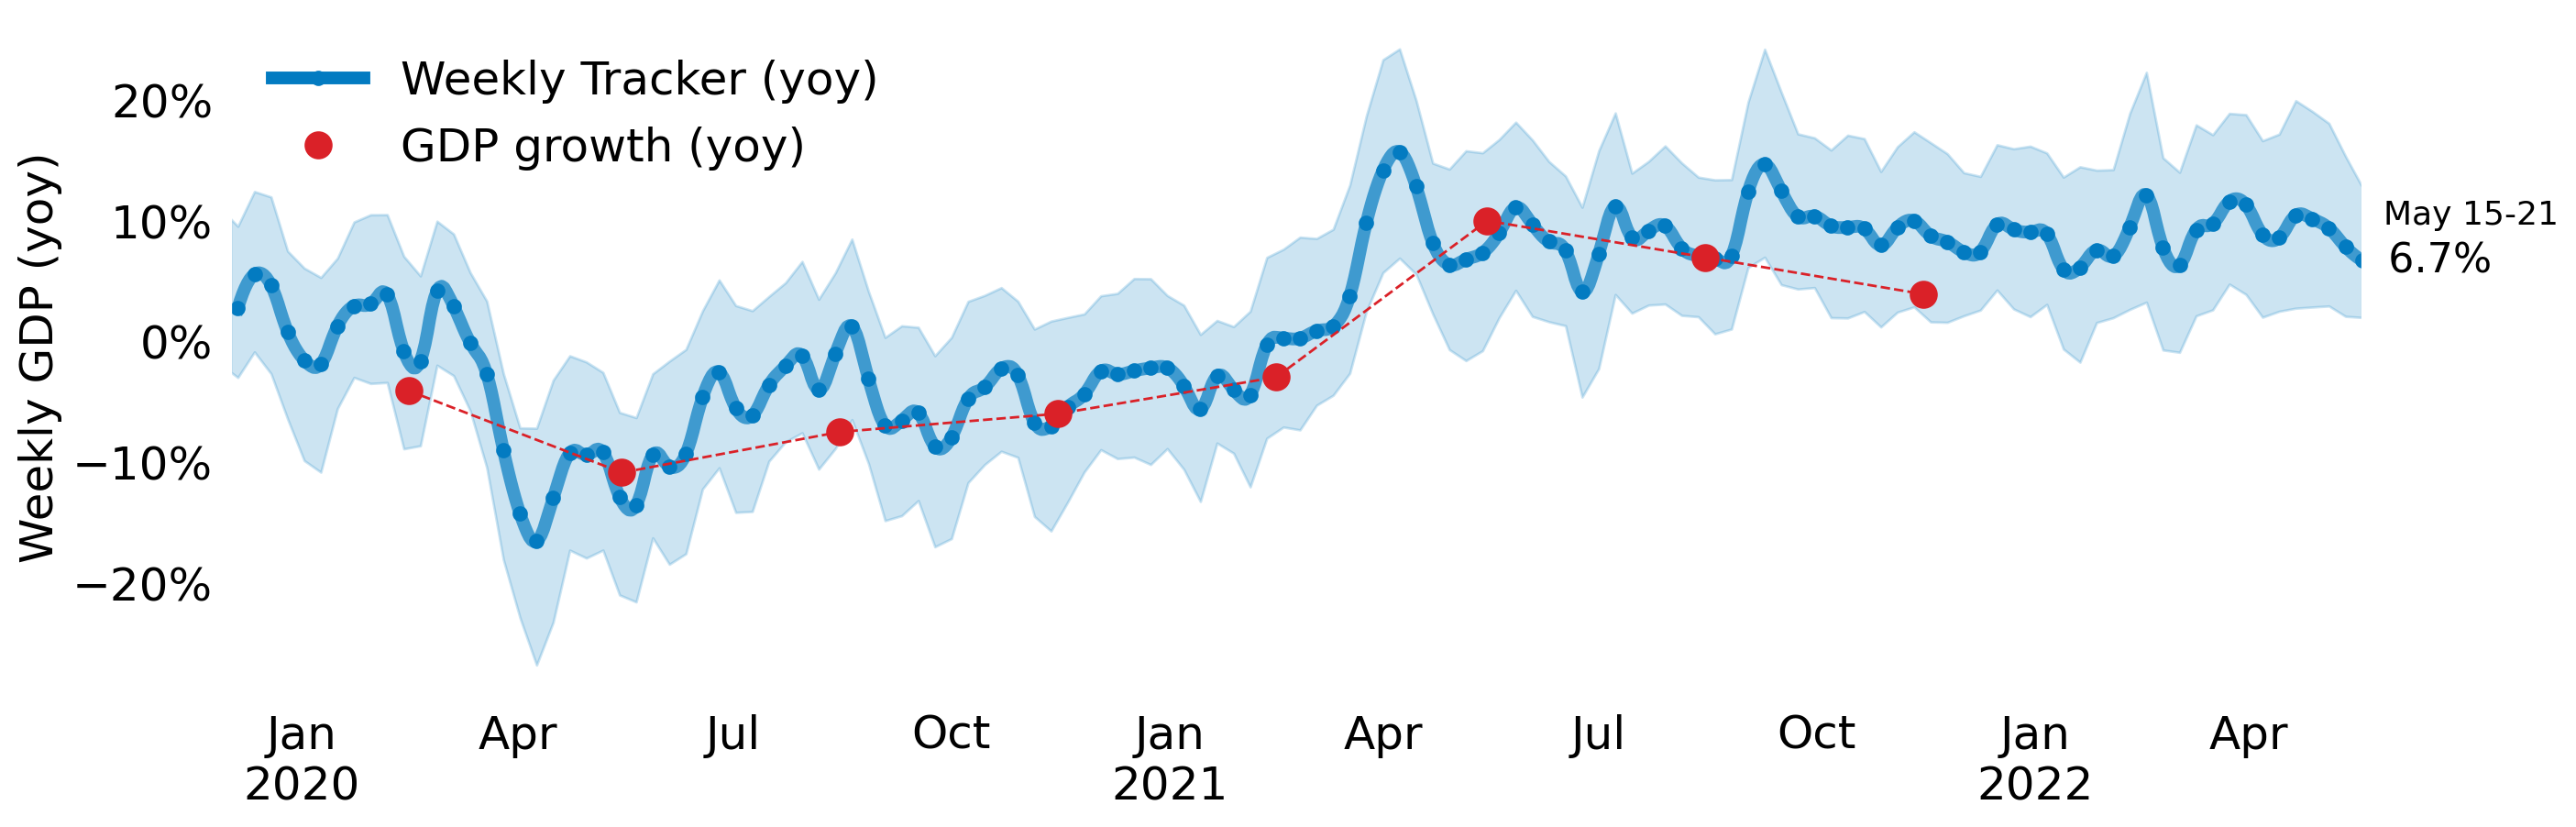 Weekly Tracker (yoy)
GDP growth (yoy)
Weekly GDP (yoy)
20%
10%
0%
−10%
−20%
May 15-21
6.7%
Jan Apr Jul Oct Jan Apr Jul Oct Jan Apr
2020 2021 2022